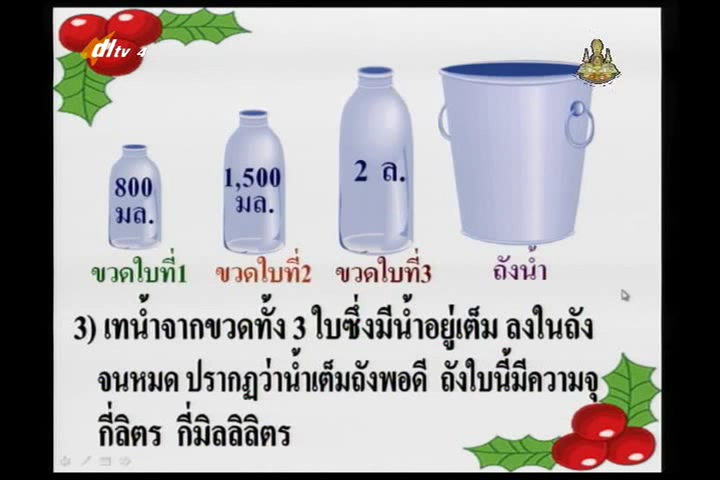 dltv 4
800
มล.
1,500
มล.
2 ล.
ขวดใบที่1 ขวดใบที่2 ขวดใบที่3 ถังน้ำ
3) เทน้ำจากขวดทั้ง 3 ใบซึ่งมีน้ำอยู่เต็ม ลงในถัง
จนหมด ปรากฏว่าน้ำเต็มถังพอดี ถังใบนี้มีความจุ
กี่ลิตร กี่มิลลิลิตร